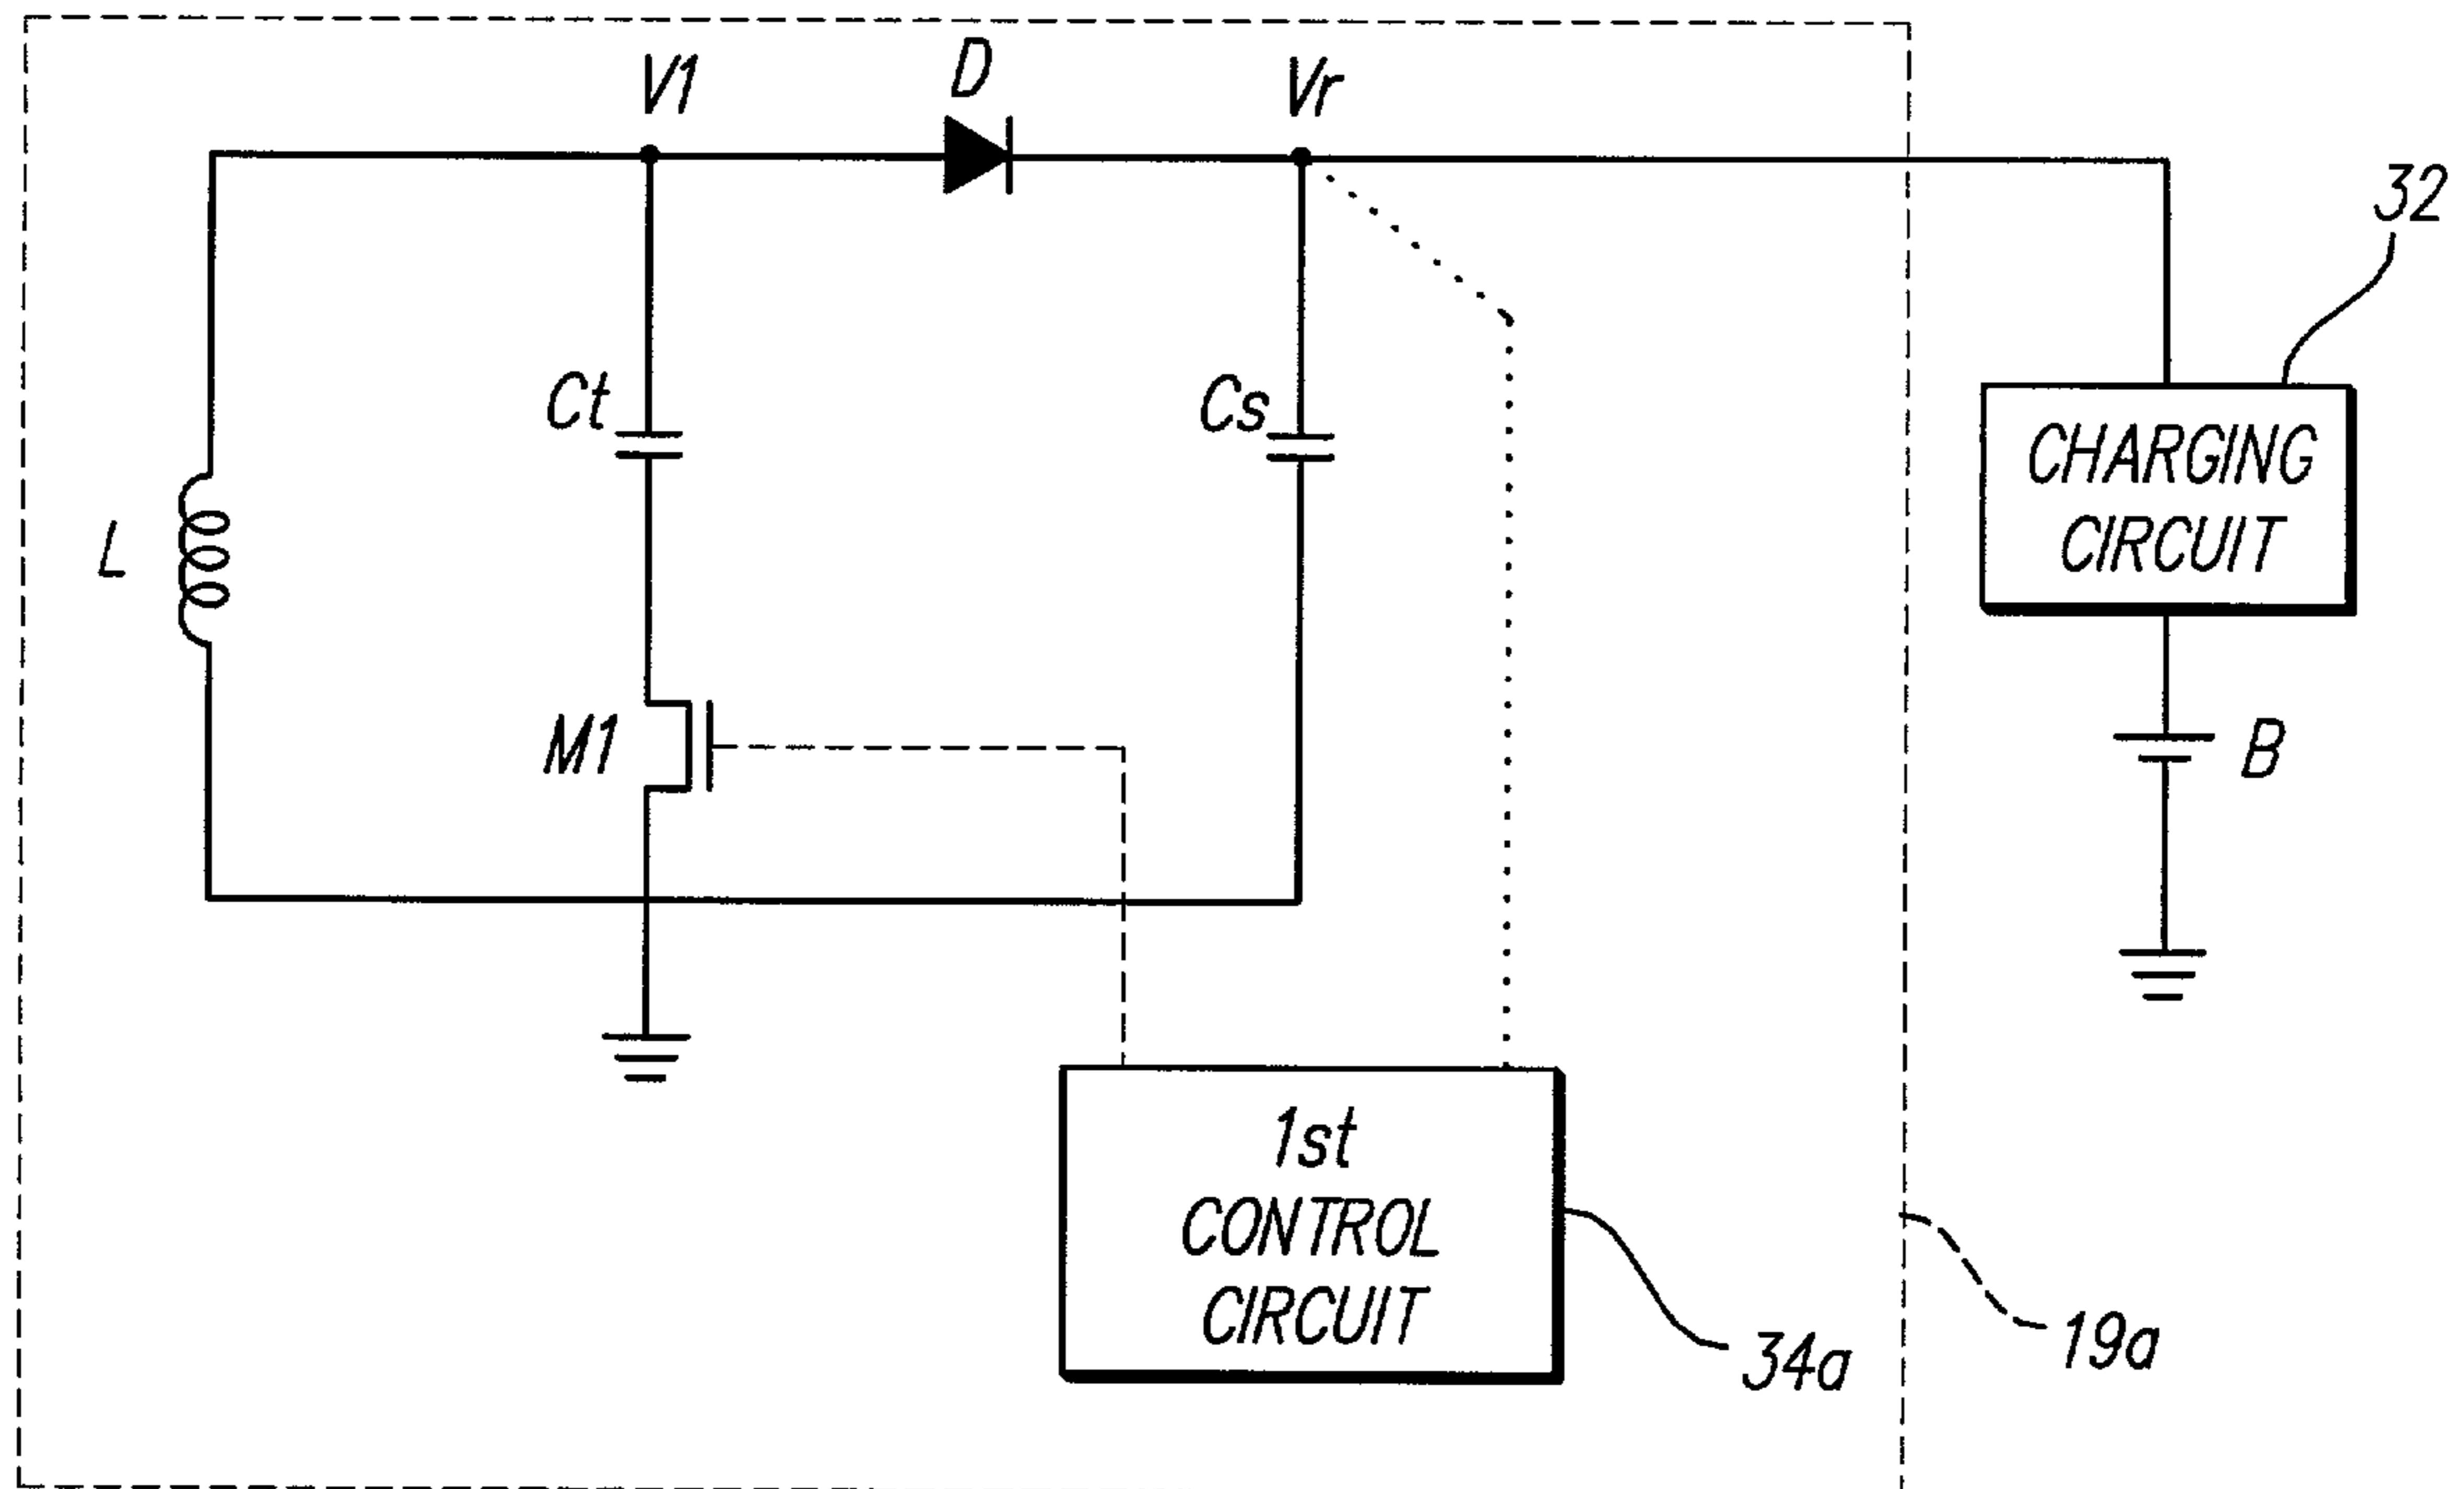 V1
D
Vr
32
Ct
Cs
CHARGING
CIRCUIT
L
M1
B
1st
CONTROL
CIRCUIT
34a
19a